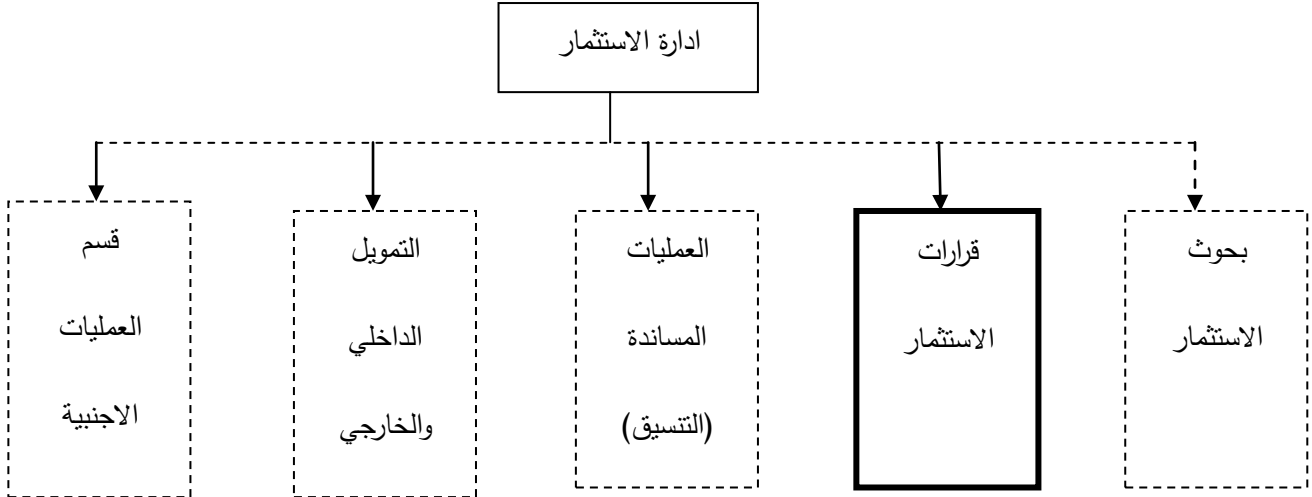 ادارة الاستثمار
بحوث
الاستثمار
قرارات
الاستثمار
العمليات
المساندة
(التنسيق)
التمويل
الداخلي
والخارجي
قسم
العمليات
الاجنبية